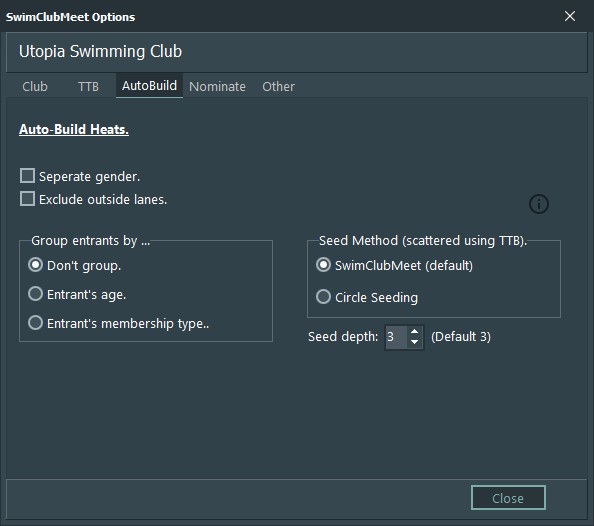 SwimClubMeet Options
Utopia Swimming Club
Club TTB AutoBuild Nominate Other
Auto-Build Heats.
Seperate gender.
Exclude outside lanes.
Group entrants by ...
Don't group.
Entrant's age.
Entrant's membership type..
Seed Method (scattered using TTB).
SwimClubMeet (default)
Circle Seeding
Seed depth: 3 (Default 3)
Close